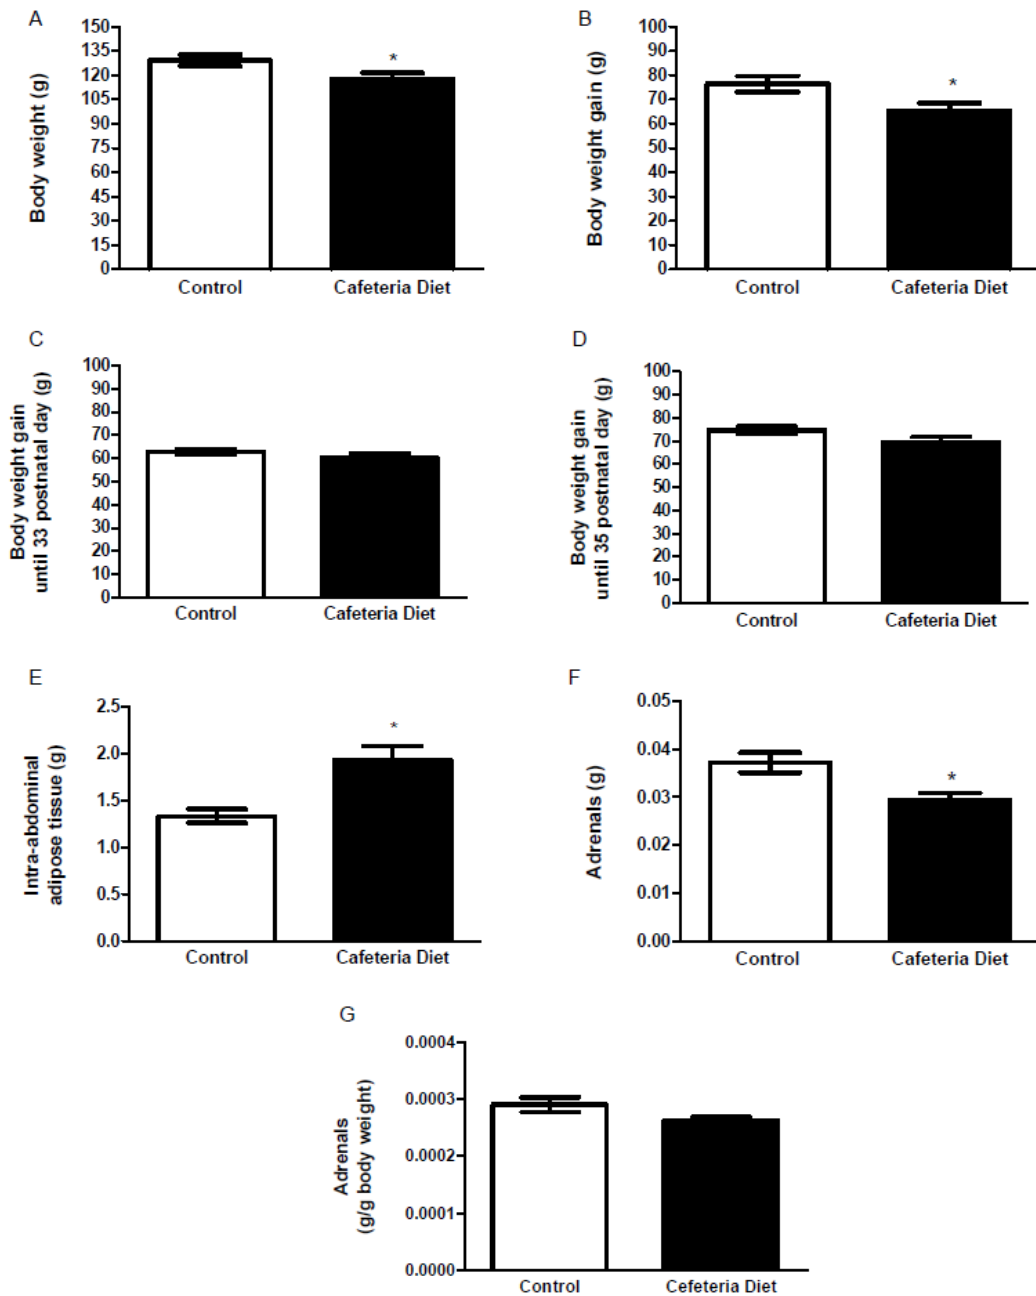 A
Body weight (g)
150
135
120
105
90
75
60
45
30
15
0
*
Control
Cafeteria Diet
B
Body weight gain (g)
100
90
80
70
60
50
40
30
20
10
0
*
Control
Cafeteria Diet
C
Body weight gain
until 33 postnatal day (g)
100
90
80
70
60
50
40
30
20
10
0
Control
Cafeteria Diet
D
Body weight gain
until 35 postnatal day (g)
100
90
80
70
60
50
40
30
20
10
0
Control
Cafeteria Diet
E
Intra-abdominal
adipose tissue (g)
2.5
2.0
1.5
1.0
0.5
0.0
*
Control
Cafeteria Diet
F
Adrenals (g)
0.05
0.04
0.03
0.02
0.01
0.00
*
Control
Cafeteria Diet
G
Adrenals
(g/g body weight)
0.0004
0.0003
0.0002
0.0001
0.0000
Control
Cefeteria Diet